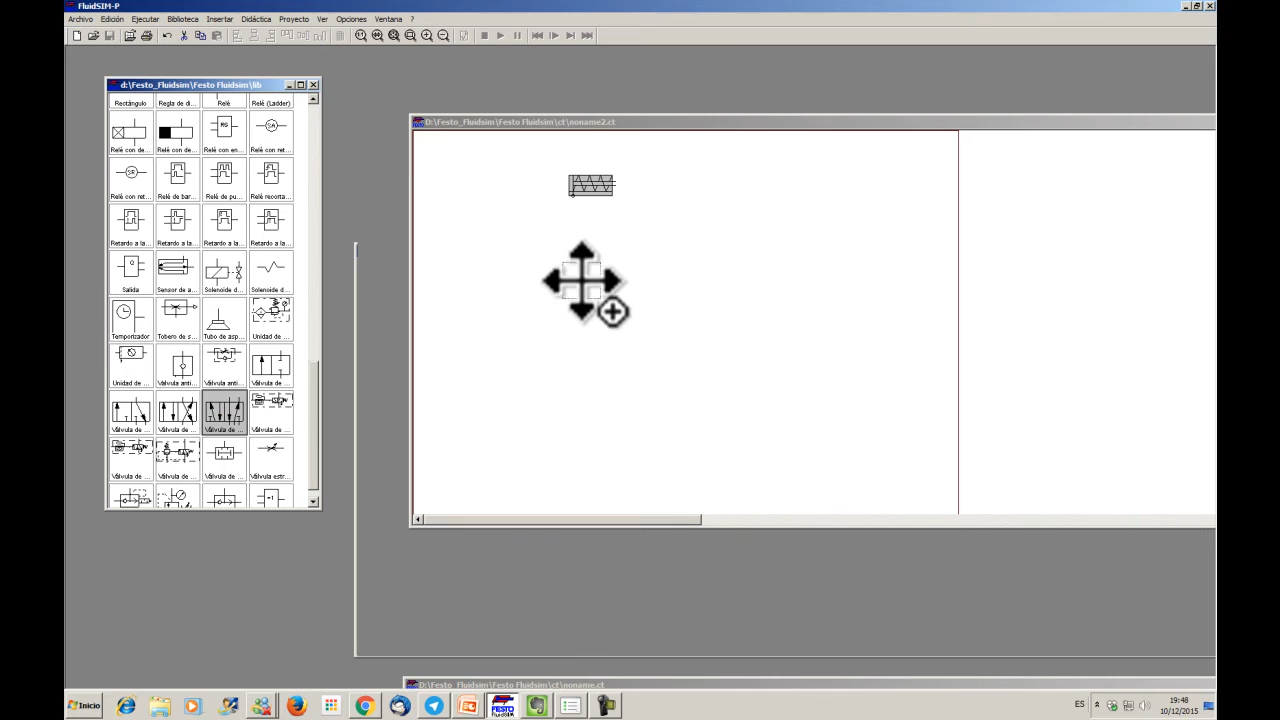 FluidSIM-P
Archivo Edición Ejecutar Biblioteca Insertar Didáctica Proyecto Ver Opciones Ventana ?
d:\Festo_Fluidsim\Festo Fluidsim\lib
Rectángulo Regla de di... Relé Relé (Ladder)
Relé con de... Relé con de... Relé con en... Relé con ret...
Relé con ret... Relé de bar... Relé de pu... Relé recorta...
Retardo a la... Retardo a la... Retardo a la... Retardo a la...
Salida Sensor de a... Solenoide d... Solenoide d...
Temporizador Tobero de s... Tubo de asp... Unidad de ...
Unidad de ... Válvula anti... Válvula anti... Válvula de ...
Válvula de ... Válvula de ... Válvula de ... Válvula de ...
Válvula de ... Válvula de ... Válvula de ... Válvula estr...
D:\Festo_Fluidsim\Festo Fluidsim\ct\noname2.ct
D:\Festo_Fluidsim\Festo Fluidsim\ct\noname.ct
Inicio
FESTO
ES
19:48
10/12/2015